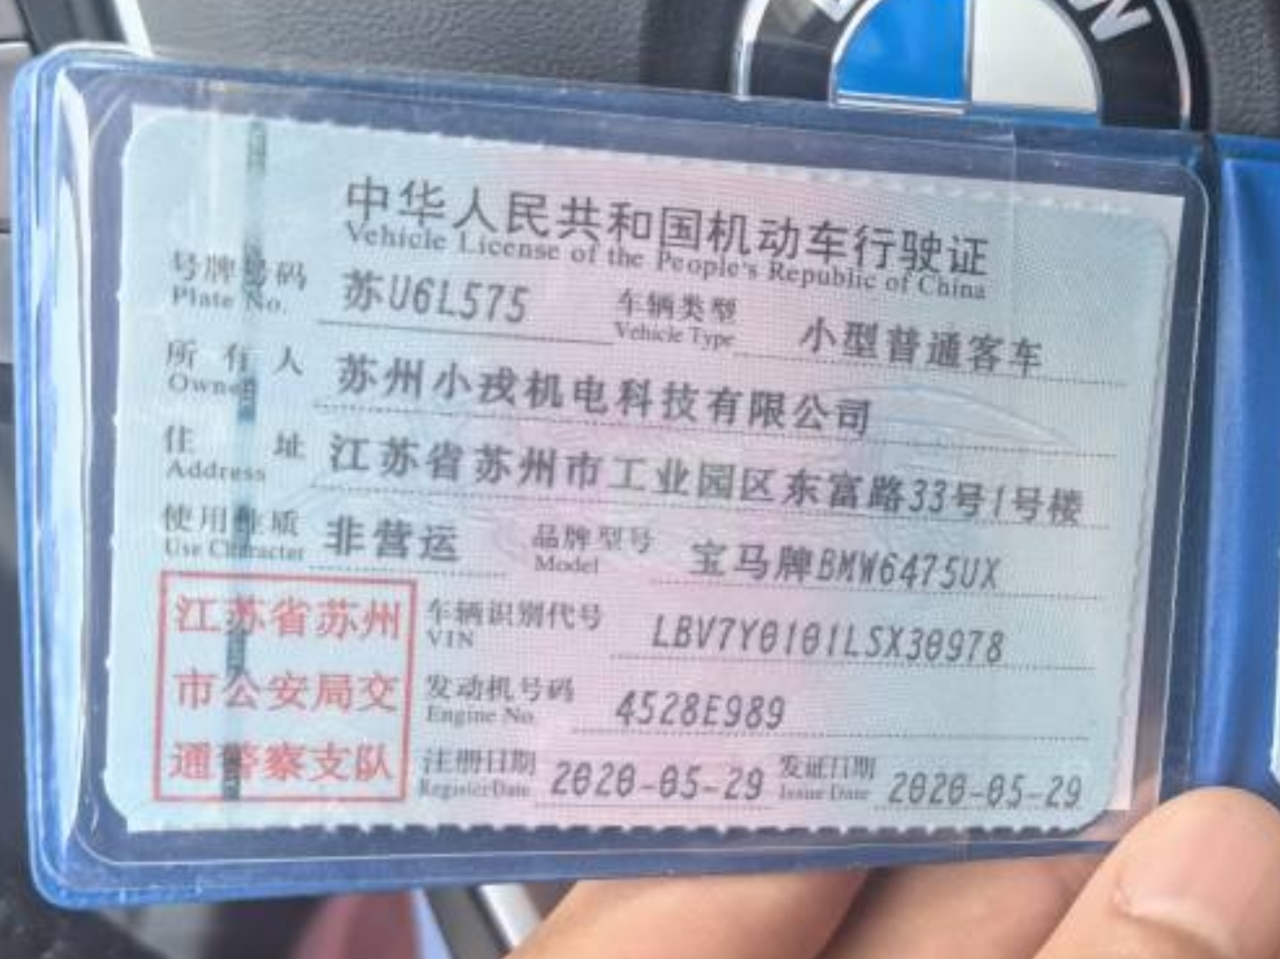 中华人民共和国机动车行驶证
Vehicle License of the People's Republic of China
号牌号码 苏U6L575 车辆类型 小型普通客车
Plate No. Vehicle Type
所有人 苏州小戎机电科技有限公司
Owner
住址 江苏省苏州市工业园区东富路33号1号楼
Address
使用性质 非营运 品牌型号 宝马牌BMW6475UX
Use Character Model
江苏省苏州
市公安局交
通警察支队
车辆识别代号 LBV7Y0101LSX30978
VIN
发动机号码 4528E989
Engine No.
注册日期 2020-05-29 发证日期 2020-05-29
Register Date Issue Date